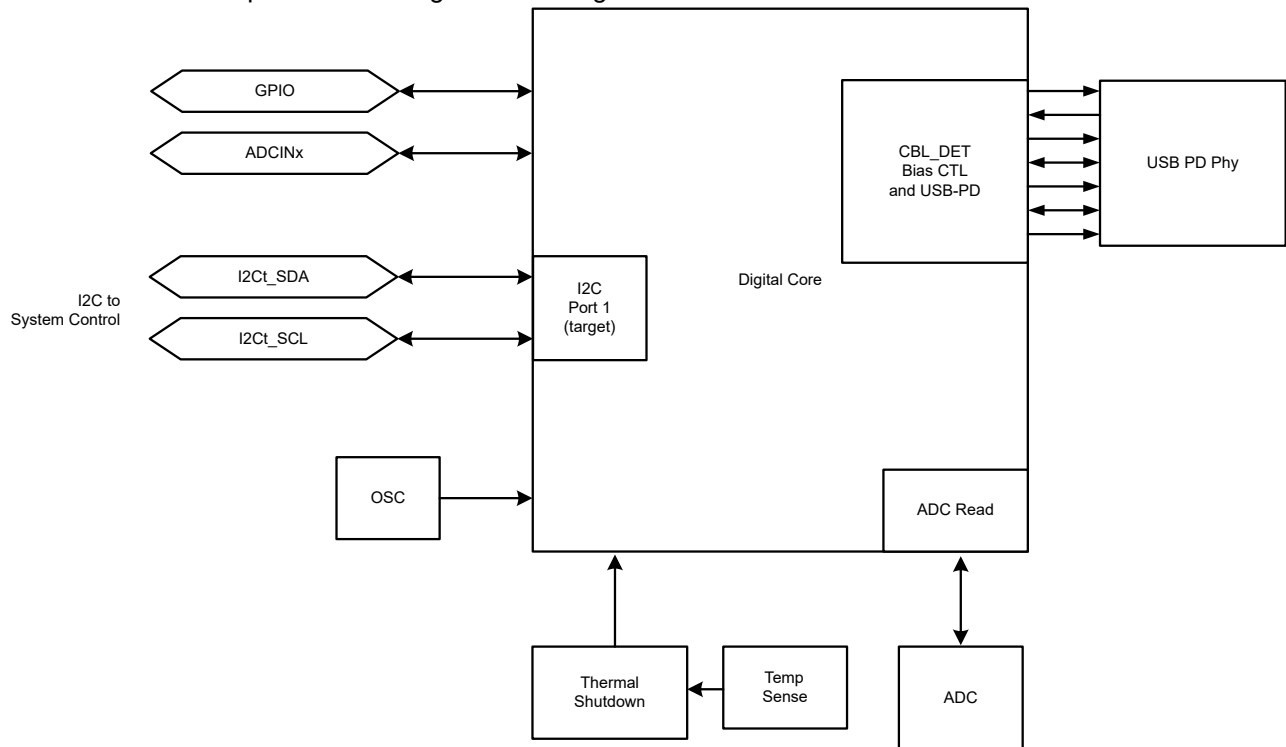 GPIO
ADCINx
CBL_DET
Bias CTL
and USB-PD
USB PD Phy
I2C to
System Control
I2Ct_SDA
I2Ct_SCL
I2C
Port 1
(target)
Digital Core
OSC
ADC Read
Thermal
Shutdown
Temp
Sense
ADC